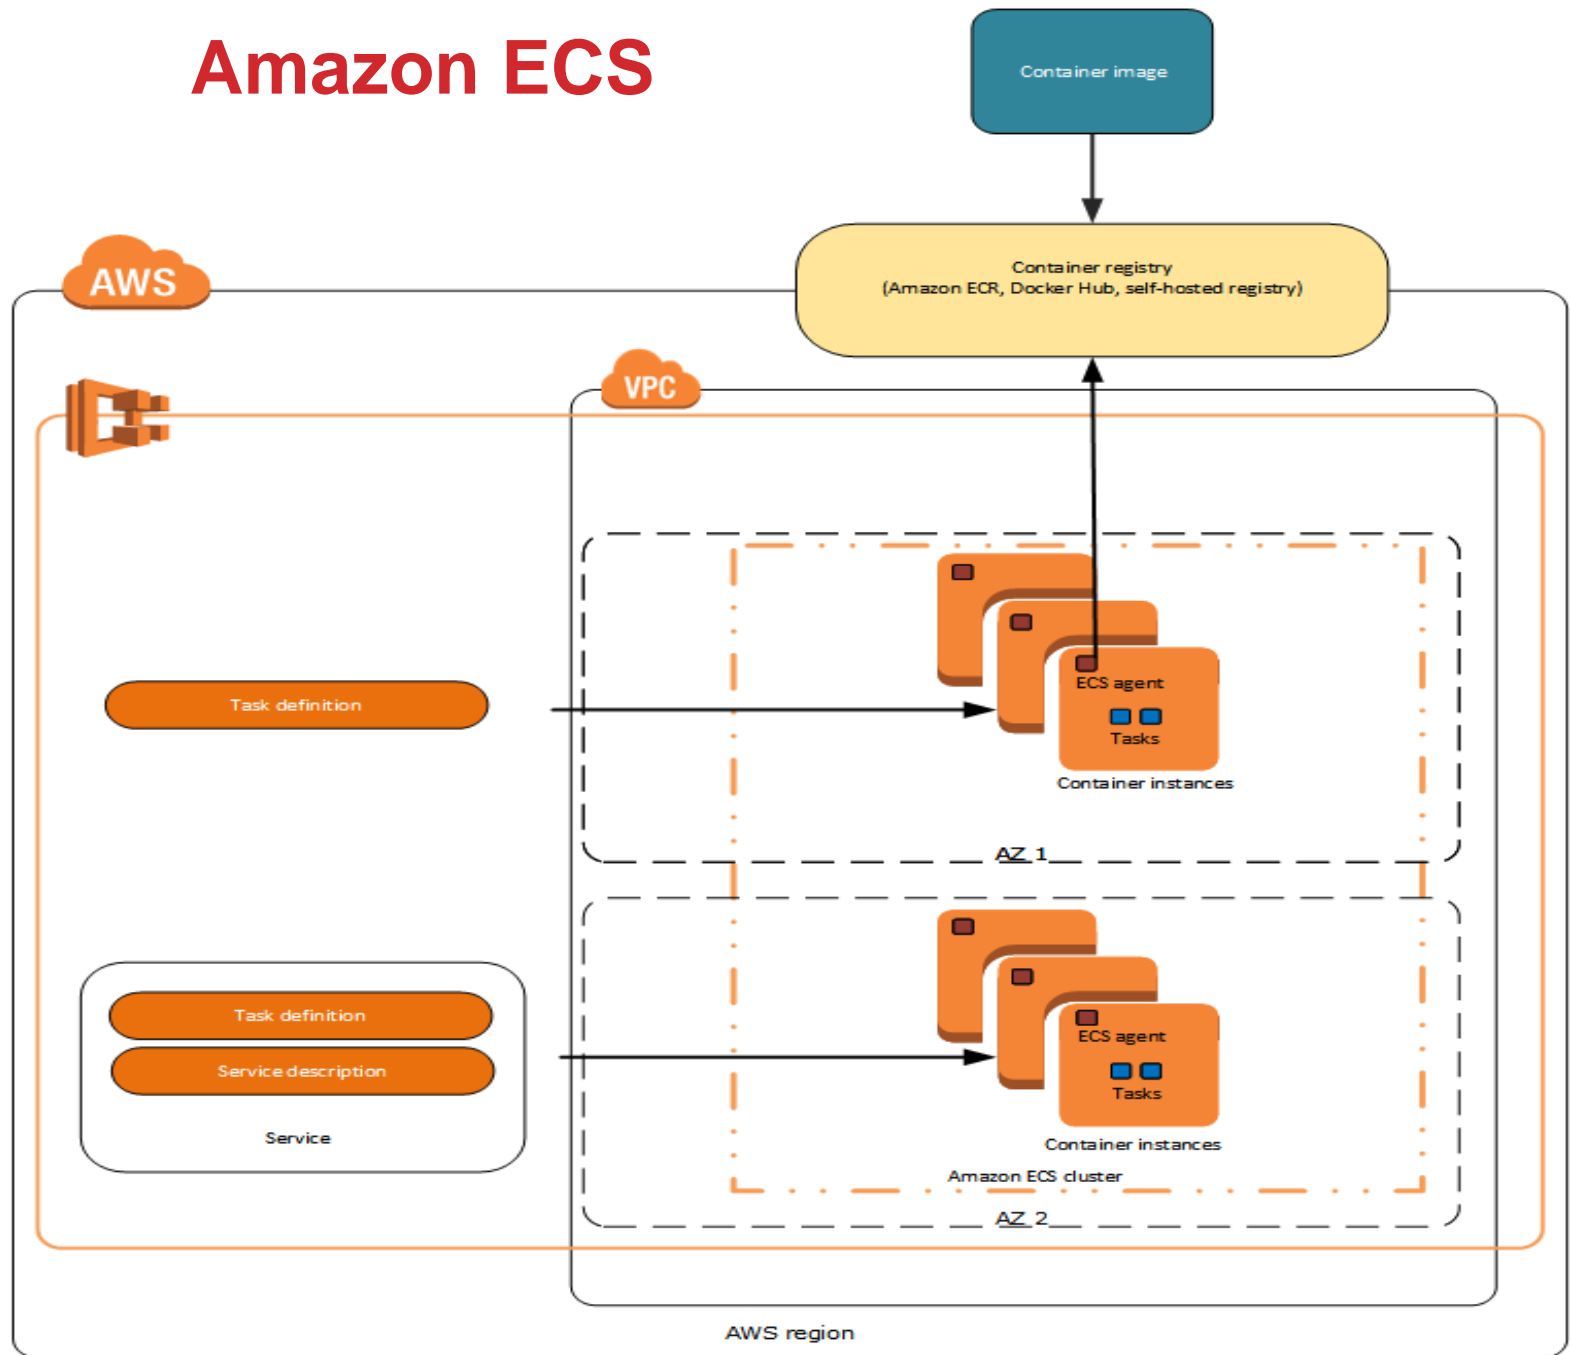 Amazon ECS
Container image
Container registry
(Amazon ECR, Docker Hub, self-hosted registry)
AWS
VPC
ECS agent
Tasks
Container instances
Task definition
AZ 1
Task definition
Service description
Service
ECS agent
Tasks
Container instances
Amazon ECS cluster
AZ 2
AWS region